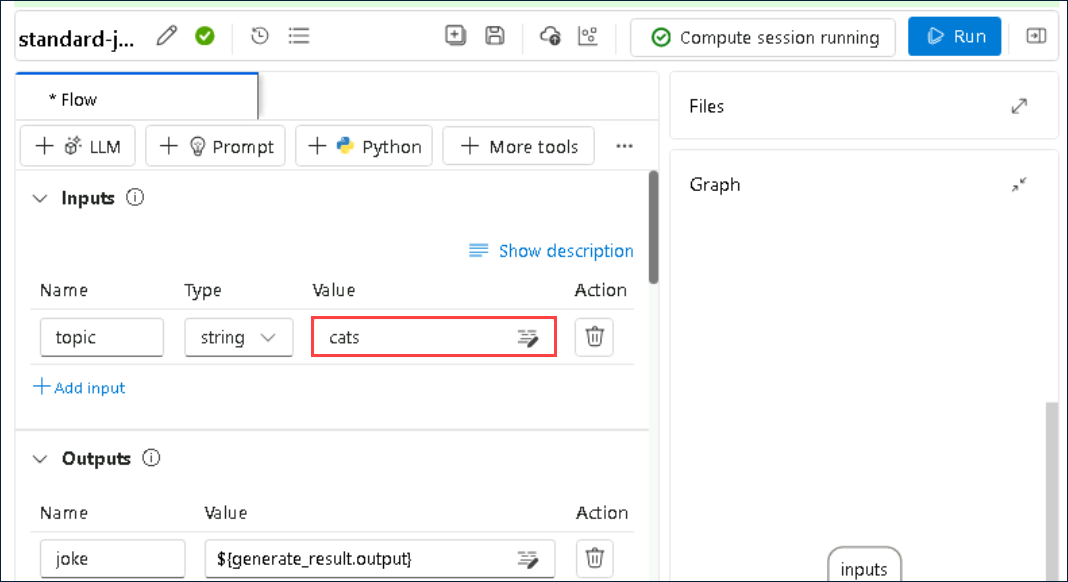 standard-j...
Compute session running
Run
* Flow
LLM
Prompt
Python
More tools
...
Inputs
Show description
Name Type Value Action
topic string cats
Add input
Outputs
Name Value Action
joke ${generate_result.output}
Files
Graph
inputs